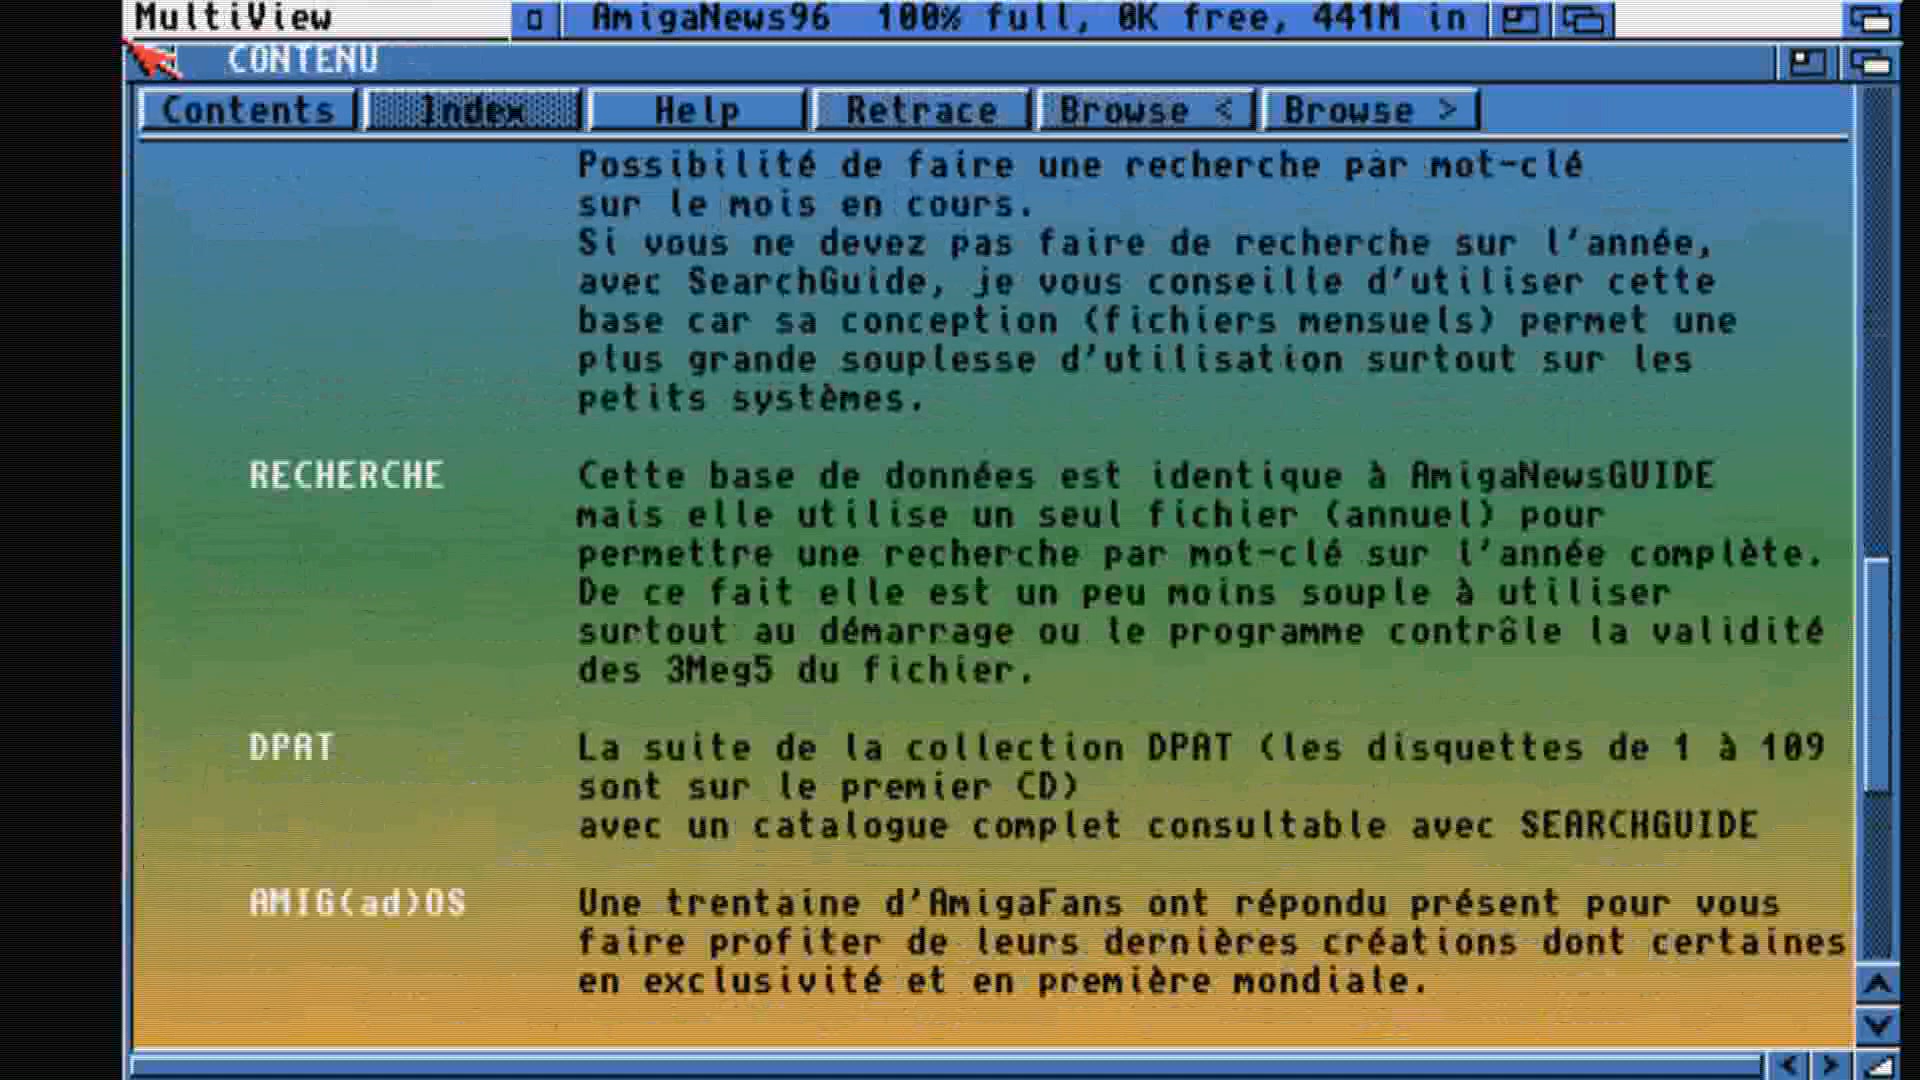 MultiView
AmigaNews96 100% full, 0K free, 441M in
CONTENU
Contents Index Help Retrace Browse < Browse >
Possibilité de faire une recherche par mot-clé
sur le mois en cours.
Si vous ne devez pas faire de recherche sur l'année,
avec SearchGuide, je vous conseille d'utiliser cette
base car sa conception (fichiers mensuels) permet une
plus grande souplesse d'utilisation surtout sur les
petits systèmes.
RECHERCHE Cette base de données est identique à AmigaNewsGUIDE
mais elle utilise un seul fichier (annuel) pour
permettre une recherche par mot-clé sur l'année complète.
De ce fait elle est un peu moins souple à utiliser
surtout au démarrage ou le programme contrôle la validité
des 3Meg5 du fichier.
DPAT La suite de la collection DPAT (les disquettes de 1 à 109
sont sur le premier CD)
avec un catalogue complet consultable avec SEARCHGUIDE
AMIG(ad)OS Une trentaine d'AmigaFans ont répondu présent pour vous
faire profiter de leurs dernières créations dont certaines
en exclusivité et en première mondiale.